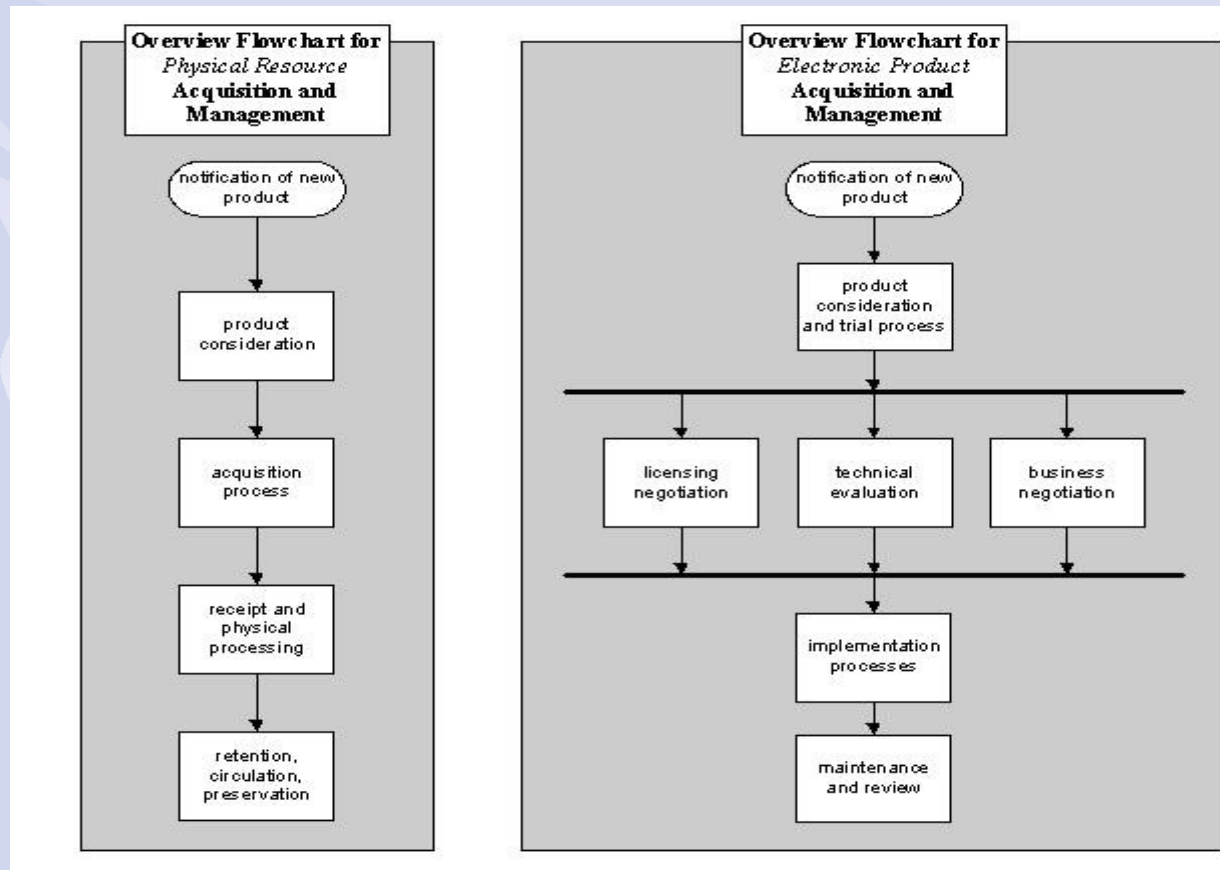 Overview Flowchart for
Physical Resource
Acquisition and
Management
notification of new
product
product
consideration
acquisition
process
receipt and
physical
processing
retention,
circulation,
preservation
Overview Flowchart for
Electronic Product
Acquisition and
Management
notification of new
product
product
consideration
and trial process
licensing
negotiation
technical
evaluation
business
negotiation
implementation
processes
maintenance
and review